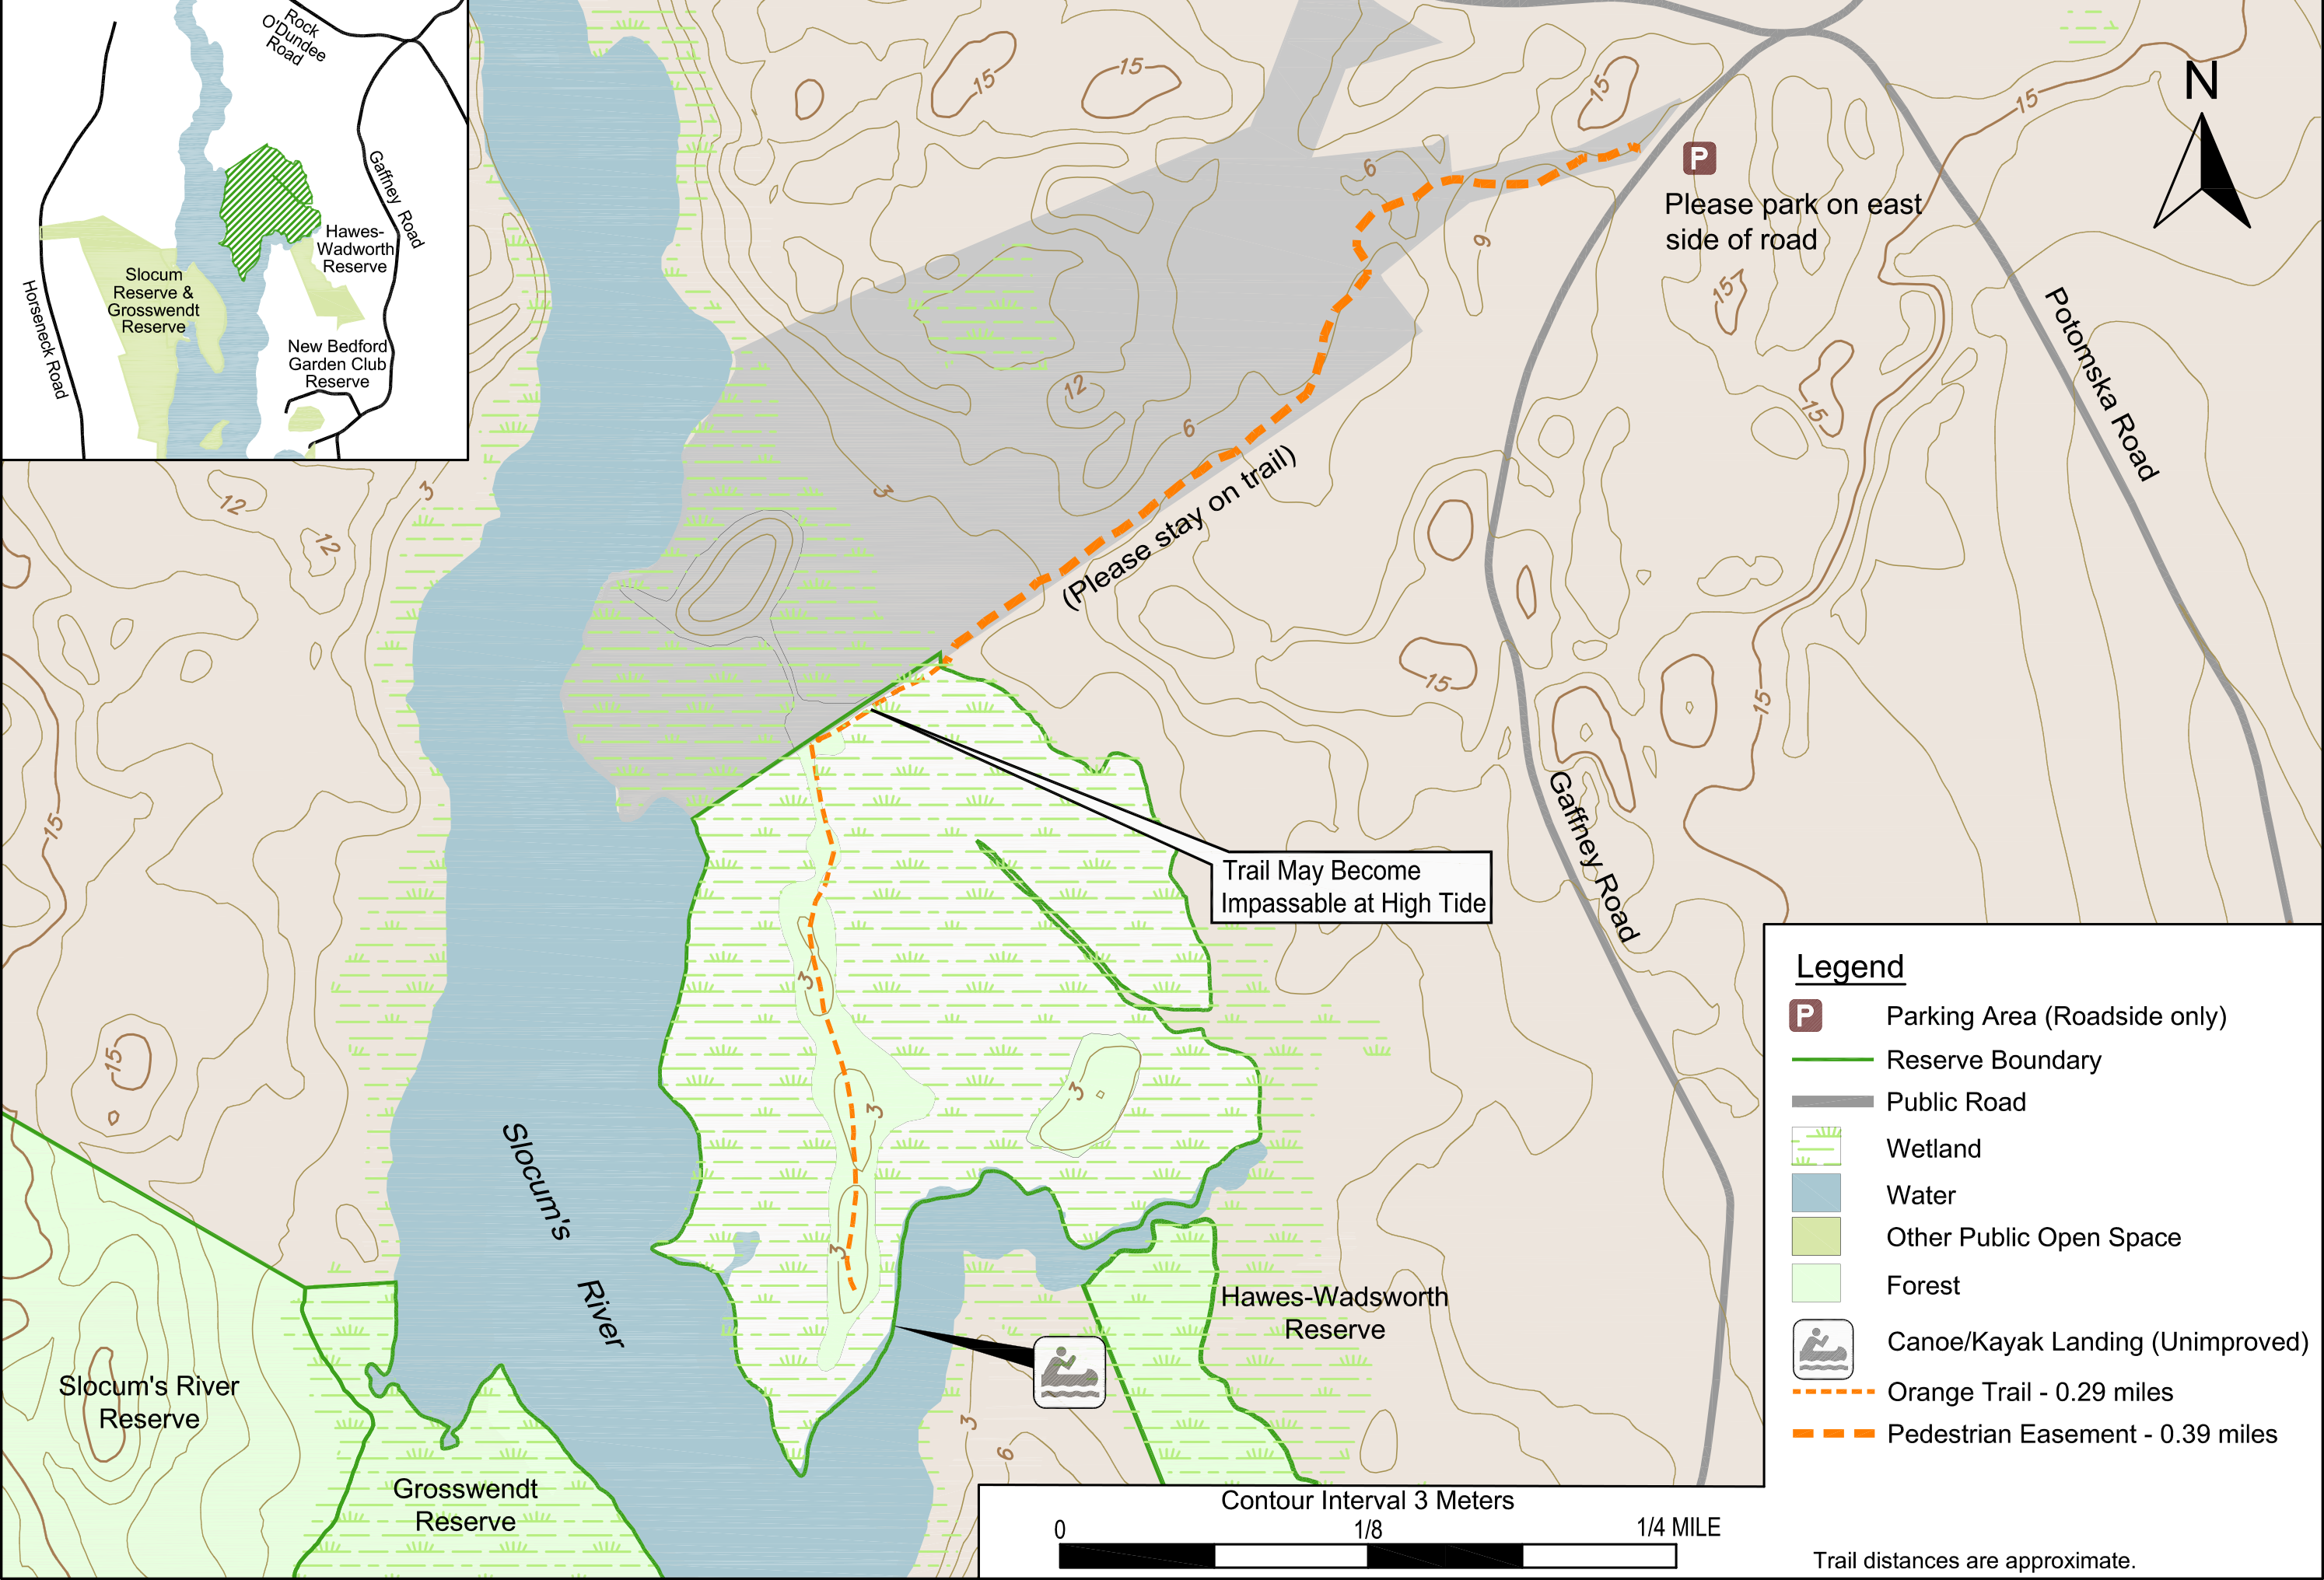 Rock
O'Dundee
Road
Gaffney Road
Hawes-
Wadworth
Reserve
Slocum
Reserve &
Grosswendt
Reserve
Horseneck Road
New Bedford
Garden Club
Reserve
N
P
Please park on east
side of road
Potomska Road
Gaffney Road
(Please stay on trail)
Trail May Become
Impassable at High Tide
Slocum's
River
Hawes-Wadsworth
Reserve
Slocum's River
Reserve
Grosswendt
Reserve
15
15
15
15
15
15
15
15
15
15
12
12
12
6
6
6
9
3
3
3
3
3
3
3
Legend
P Parking Area (Roadside only)
Reserve Boundary
Public Road
Wetland
Water
Other Public Open Space
Forest
Canoe/Kayak Landing (Unimproved)
Orange Trail - 0.29 miles
Pedestrian Easement - 0.39 miles
Contour Interval 3 Meters
0 1/8 1/4 MILE
Trail distances are approximate.